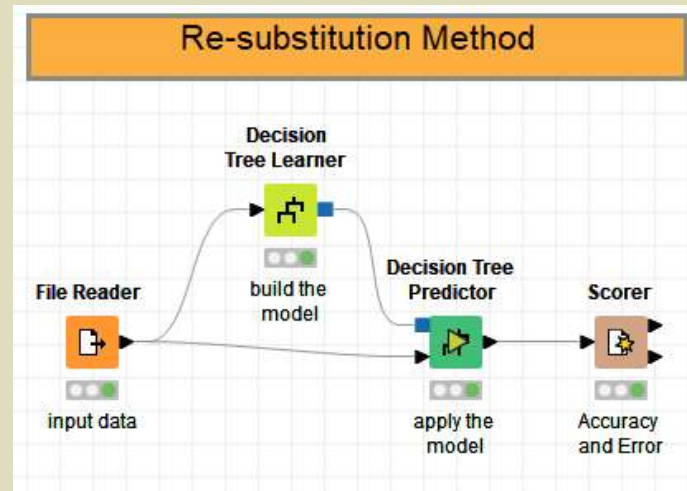 Re-substitution Method
Decision
Tree Learner
build the
model
File Reader
input data
Decision Tree
Predictor
apply the
model
Scorer
Accuracy
and Error